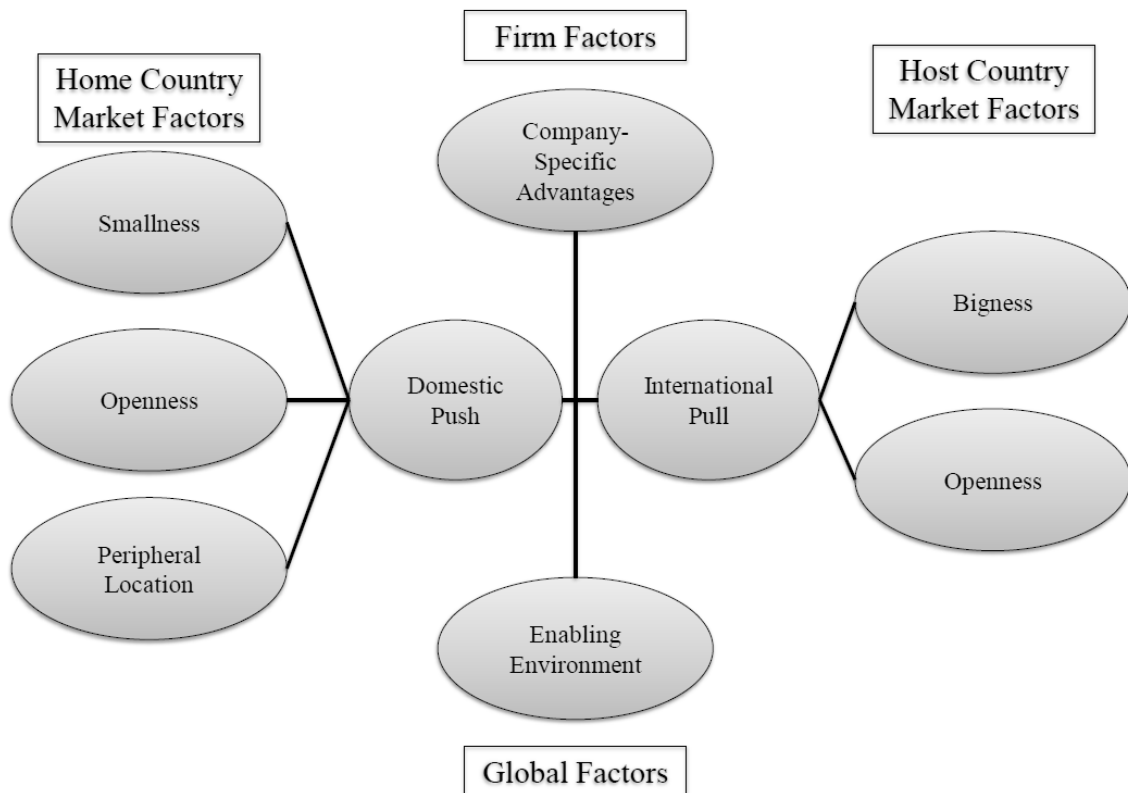 Firm Factors
Home Country
Market Factors
Host Country
Market Factors
Company-
Specific
Advantages
Smallness
Bigness
Domestic
Push
International
Pull
Openness
Openness
Peripheral
Location
Enabling
Environment
Global Factors